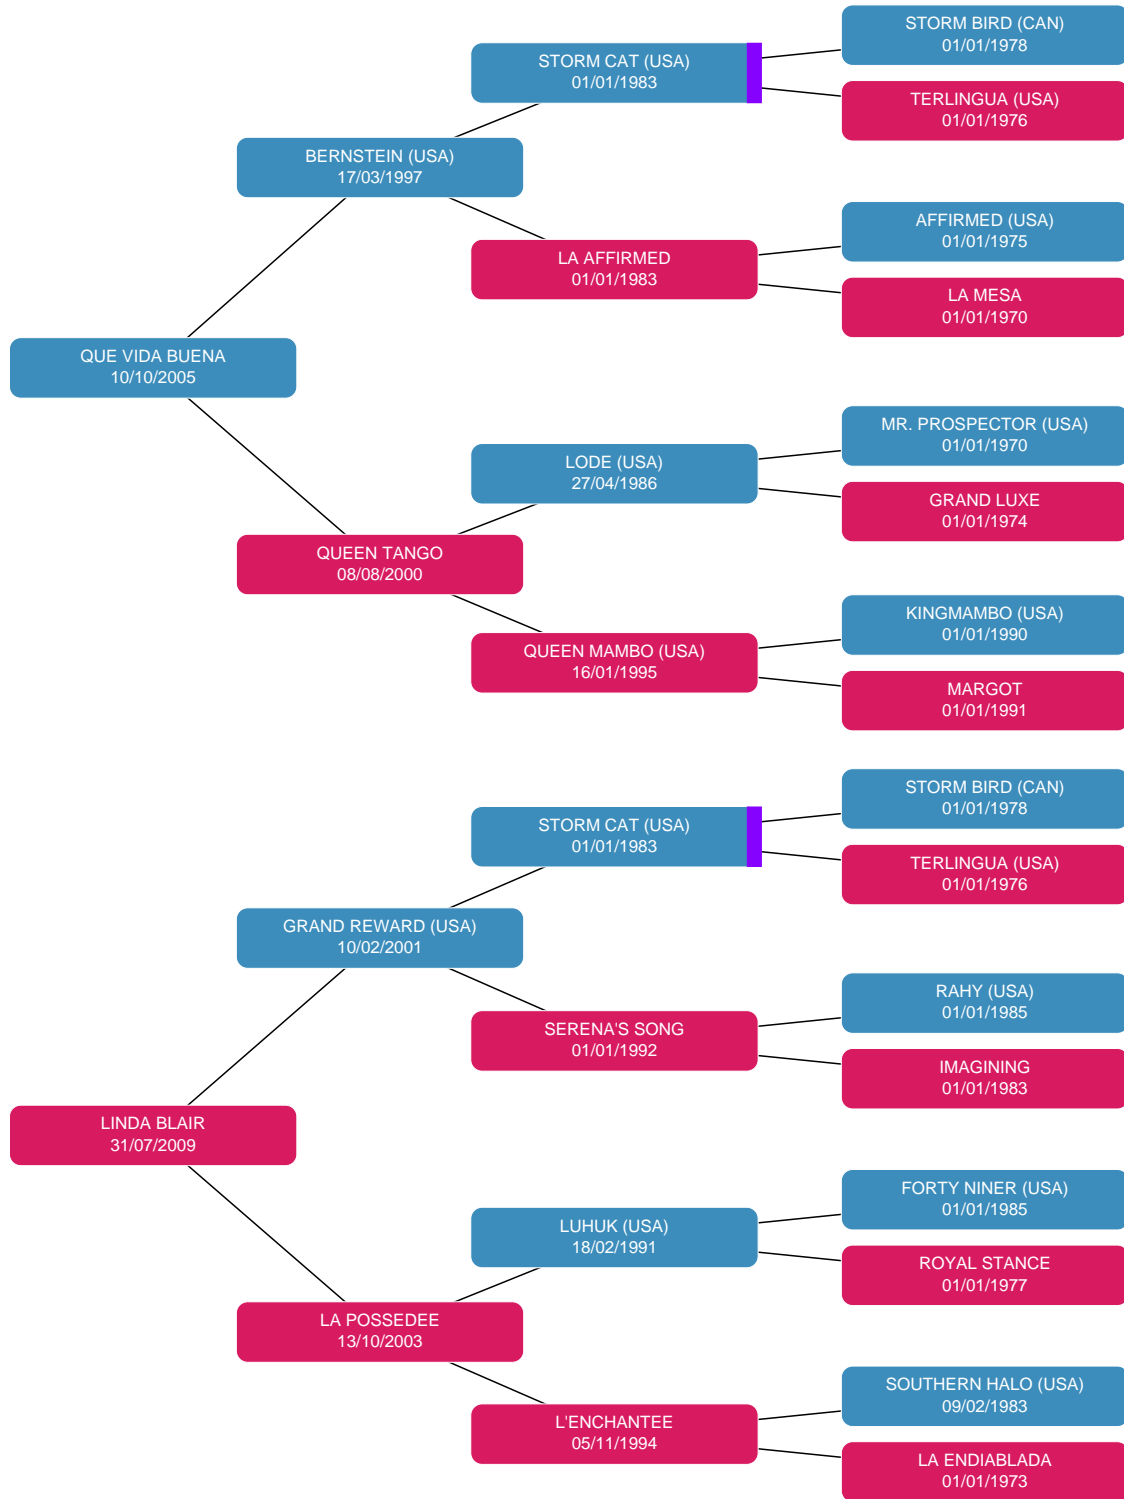 STORM BIRD (CAN)
01/01/1978
STORM CAT (USA)
01/01/1983
TERLINGUA (USA)
01/01/1976
BERNSTEIN (USA)
17/03/1997
AFFIRMED (USA)
01/01/1975
LA AFFIRMED
01/01/1983
LA MESA
01/01/1970
QUE VIDA BUENA
10/10/2005
MR. PROSPECTOR (USA)
01/01/1970
LODE (USA)
27/04/1986
GRAND LUXE
01/01/1974
QUEEN TANGO
08/08/2000
KINGMAMBO (USA)
01/01/1990
QUEEN MAMBO (USA)
16/01/1995
MARGOT
01/01/1991
STORM BIRD (CAN)
01/01/1978
STORM CAT (USA)
01/01/1983
TERLINGUA (USA)
01/01/1976
GRAND REWARD (USA)
10/02/2001
RAHY (USA)
01/01/1985
SERENA'S SONG
01/01/1992
IMAGINING
01/01/1983
LINDA BLAIR
31/07/2009
FORTY NINER (USA)
01/01/1985
LUHUK (USA)
18/02/1991
ROYAL STANCE
01/01/1977
LA POSSEDEE
13/10/2003
SOUTHERN HALO (USA)
09/02/1983
L'ENCHANTEE
05/11/1994
LA ENDIABLADA
01/01/1973